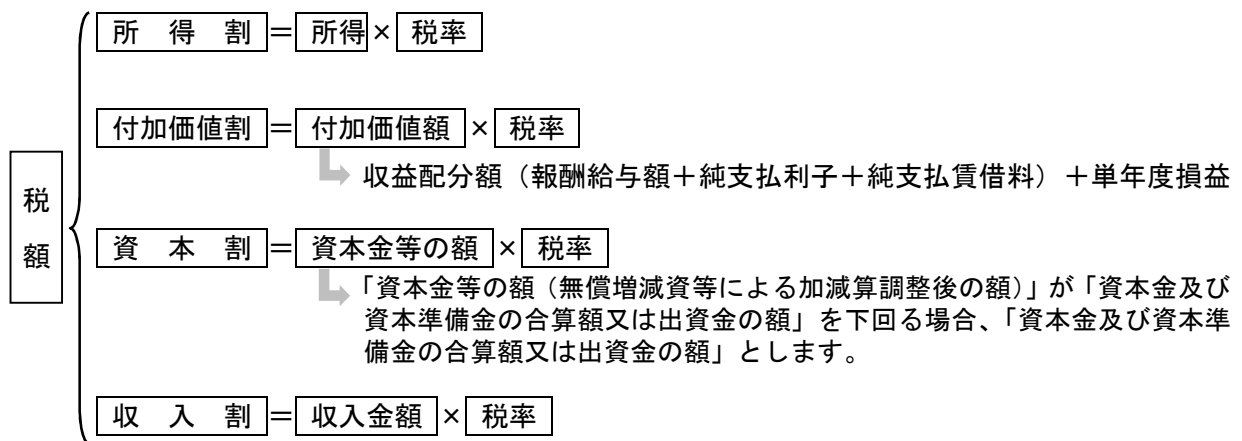 税額
所得割＝所得×税率
付加価値割＝付加価値額×税率
収益配分額（報酬給与額＋純支払利子＋純支払賃借料）＋単年度損益
資本割＝資本金等の額×税率
「資本金等の額（無償増減資等による加減算調整後の額）」が「資本金及び
資本準備金の合算額又は出資金の額」を下回る場合、「資本金及び資本準
備金の合算額又は出資金の額」とします。
収入割＝収入金額×税率